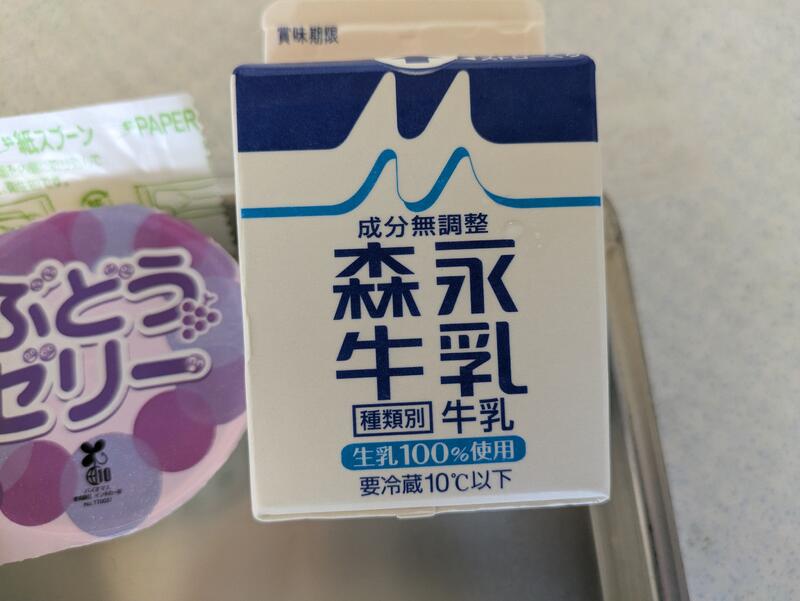 賞味期限
紙スプーン
PAPER
成分無調整
森永
牛乳
種類別 牛乳
生乳100%使用
要冷蔵10℃以下
ぶどう
ゼリー